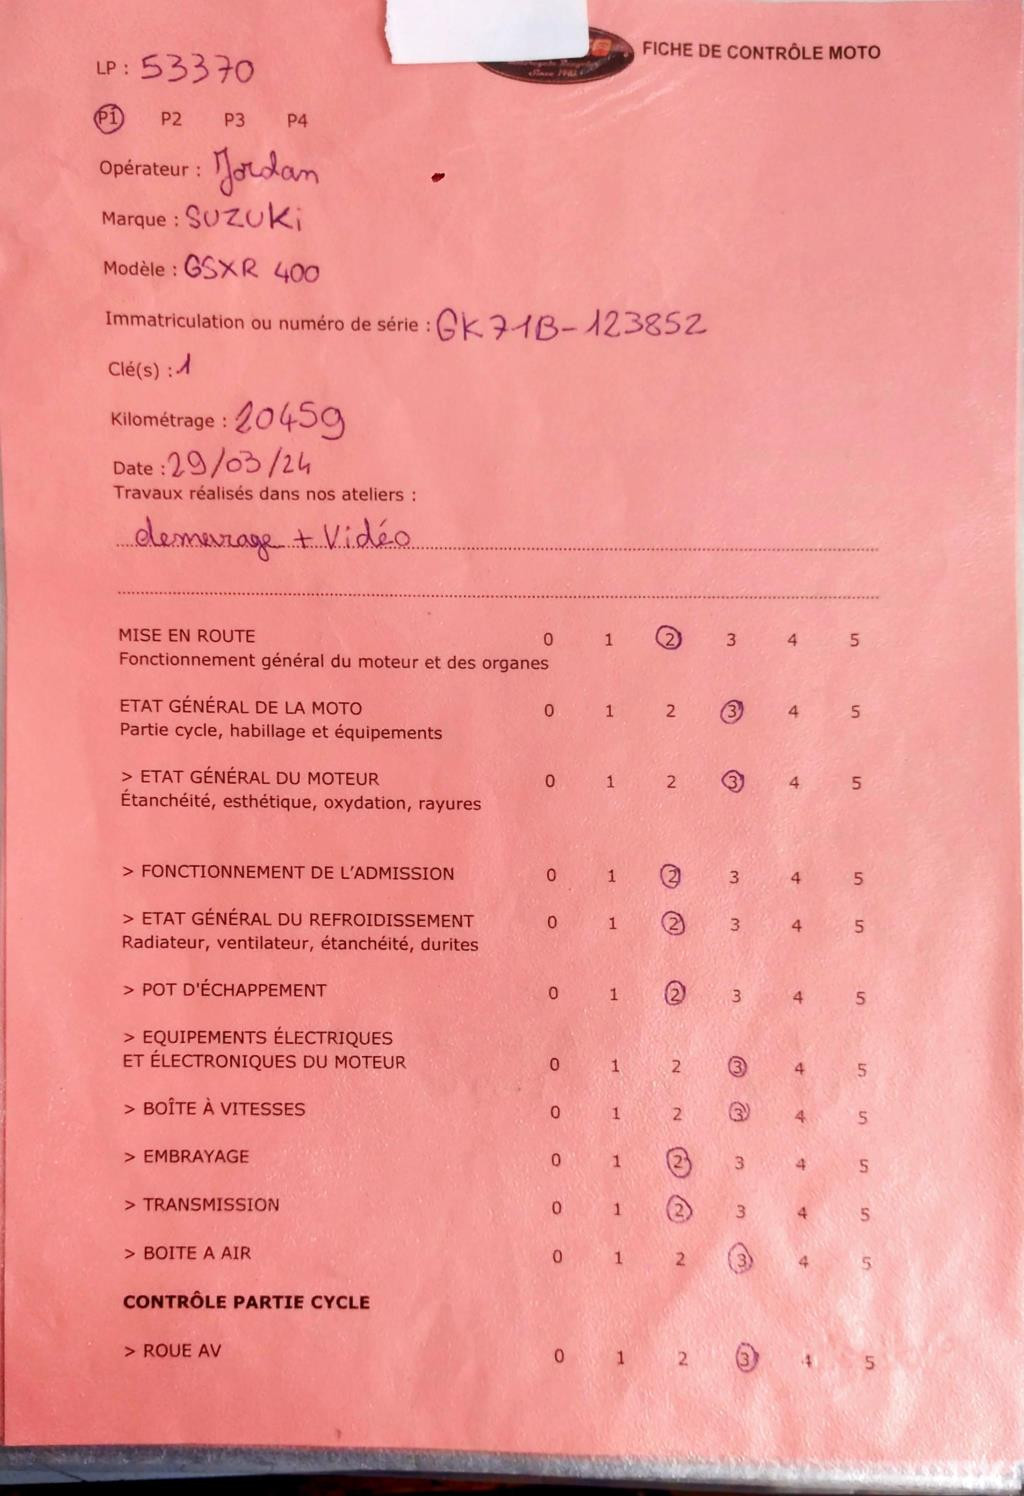 FICHE DE CONTRÔLE MOTO
Since 1982
LP : 53370
P1 P2 P3 P4
Opérateur : Jordan
Marque : SUZUKi
Modèle : GSXR 400
Immatriculation ou numéro de série : GK71B-123852
Clé(s) : 1
Kilométrage : 20459
Date : 29/03/24
Travaux réalisés dans nos ateliers :
demarage + Vidéo
MISE EN ROUTE 0 1 2 3 4 5
Fonctionnement général du moteur et des organes
ETAT GÉNÉRAL DE LA MOTO 0 1 2 3 4 5
Partie cycle, habillage et équipements
> ETAT GÉNÉRAL DU MOTEUR 0 1 2 3 4 5
Étanchéité, esthétique, oxydation, rayures
> FONCTIONNEMENT DE L'ADMISSION 0 1 2 3 4 5
> ETAT GÉNÉRAL DU REFROIDISSEMENT 0 1 2 3 4 5
Radiateur, ventilateur, étanchéité, durites
> POT D'ÉCHAPPEMENT 0 1 2 3 4 5
> EQUIPEMENTS ÉLECTRIQUES
ET ÉLECTRONIQUES DU MOTEUR 0 1 2 3 4 5
> BOÎTE À VITESSES 0 1 2 3 4 5
> EMBRAYAGE 0 1 2 3 4 5
> TRANSMISSION 0 1 2 3 4 5
> BOITE A AIR 0 1 2 3 4 5
CONTRÔLE PARTIE CYCLE
> ROUE AV 0 1 2 3 4 5